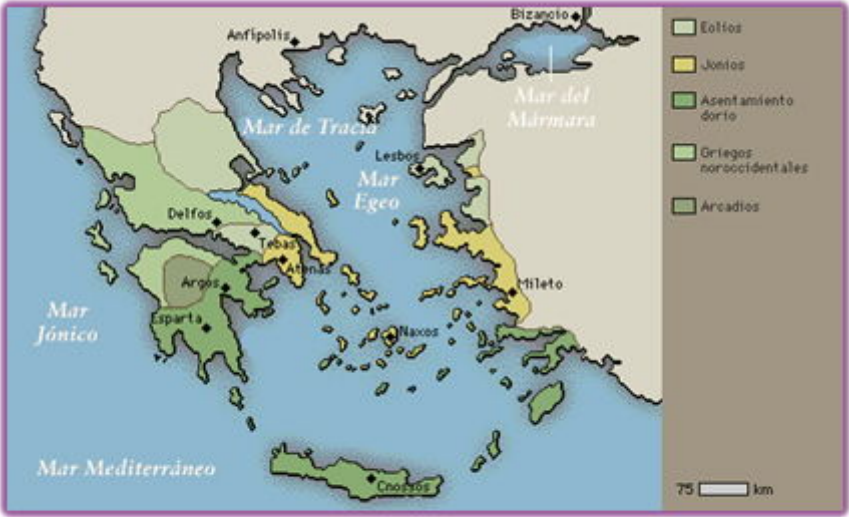 Bizancio
Anfípolis
Mar del
Mármara
Mar de Tracia
Lesbos
Mar
Egeo
Delfos
Tebas
Atenas
Argos
Mileto
Mar
Jónico
Esparta
Naxos
Mar Mediterráneo
Cnossos
Eolios
Jonios
Asentamiento
dorio
Griegos
noroccidentales
Arcadios
75 km